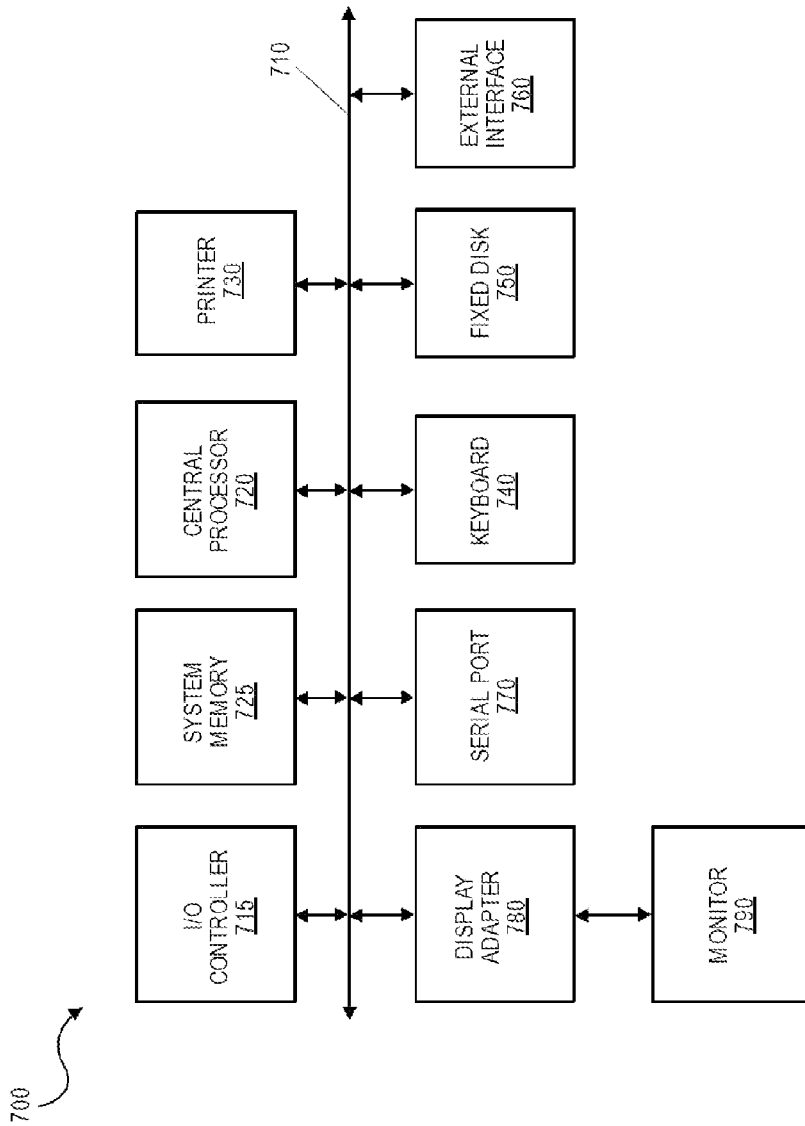 700
I/O
CONTROLLER
715
SYSTEM
MEMORY
725
CENTRAL
PROCESSOR
720
PRINTER
730
710
DISPLAY
ADAPTER
780
SERIAL PORT
770
KEYBOARD
740
FIXED DISK
750
EXTERNAL
INTERFACE
760
MONITOR
790